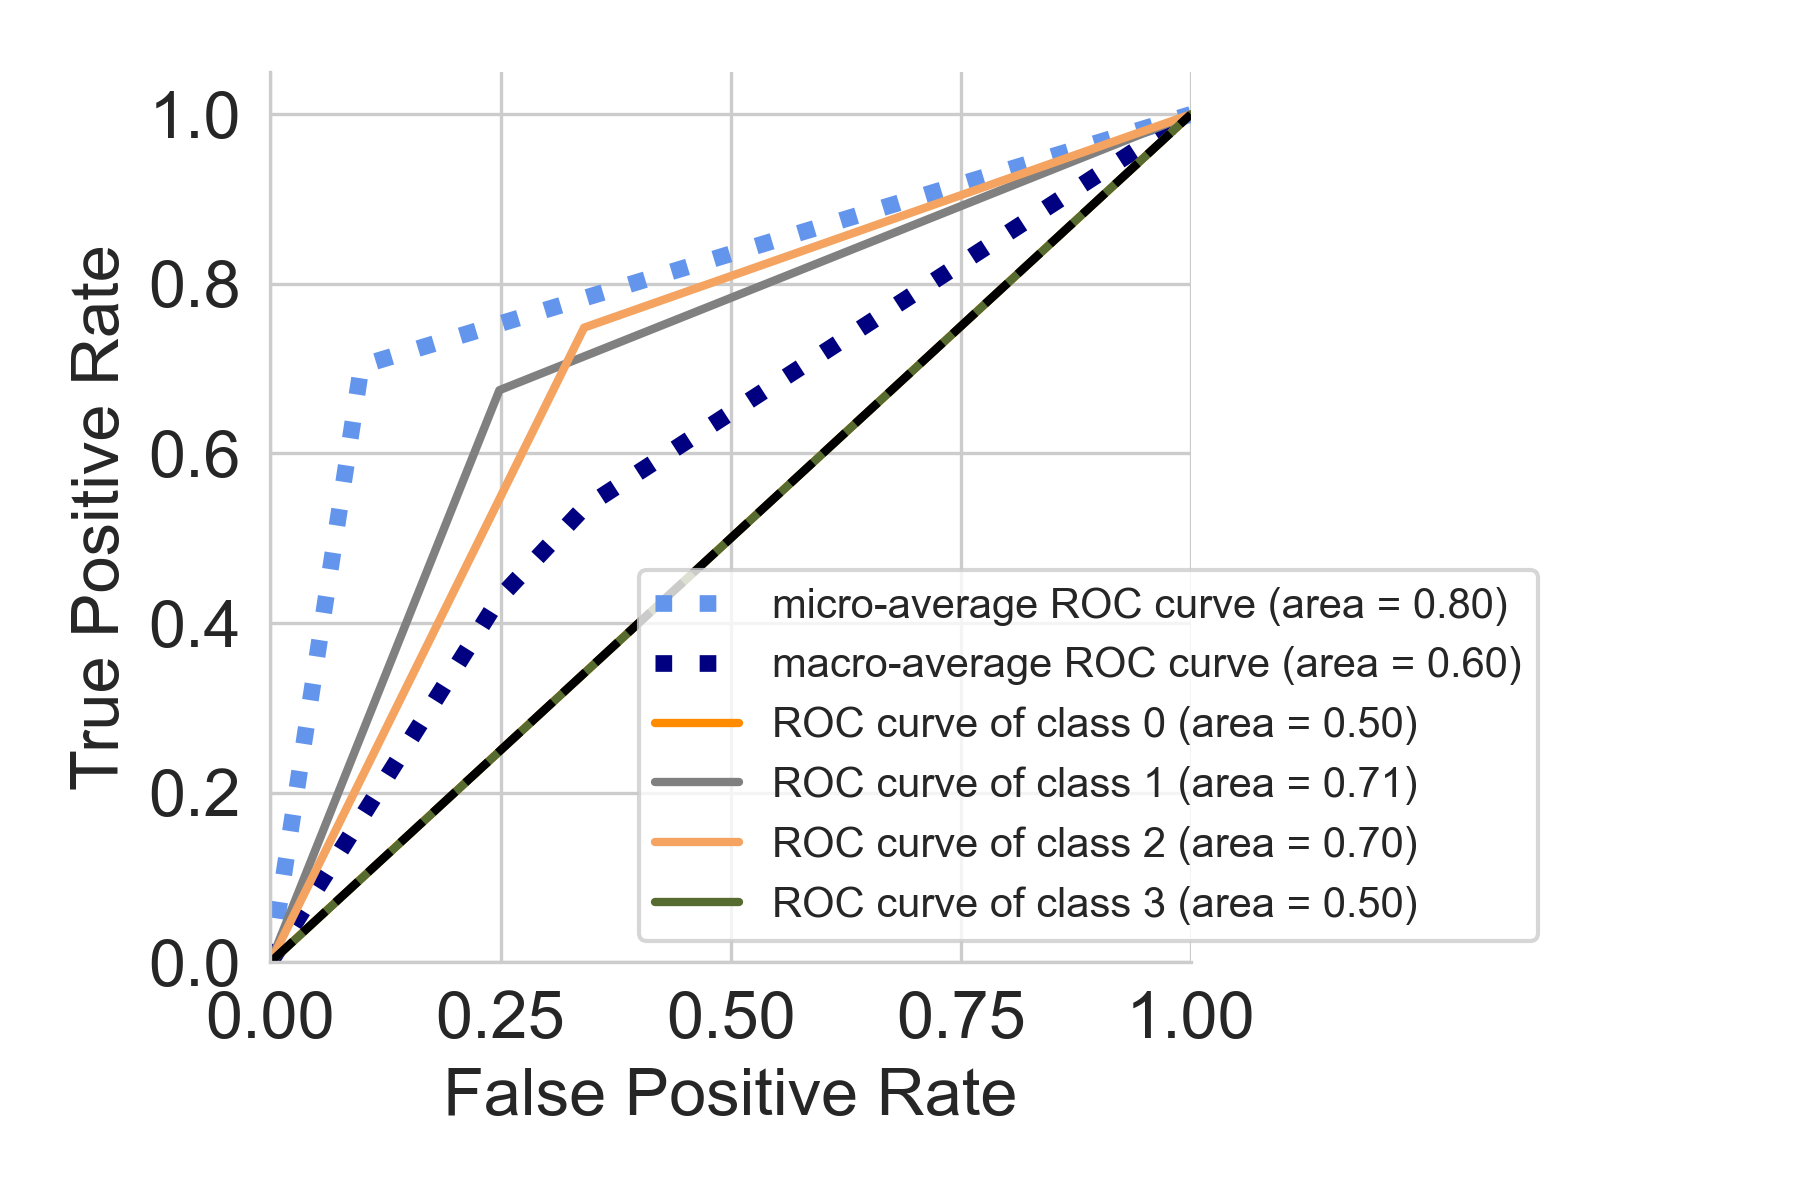 True Positive Rate
1.0
0.8
0.6
0.4
0.2
0.0
0.00 0.25 0.50 0.75 1.00
False Positive Rate
micro-average ROC curve (area = 0.80)
macro-average ROC curve (area = 0.60)
ROC curve of class 0 (area = 0.50)
ROC curve of class 1 (area = 0.71)
ROC curve of class 2 (area = 0.70)
ROC curve of class 3 (area = 0.50)